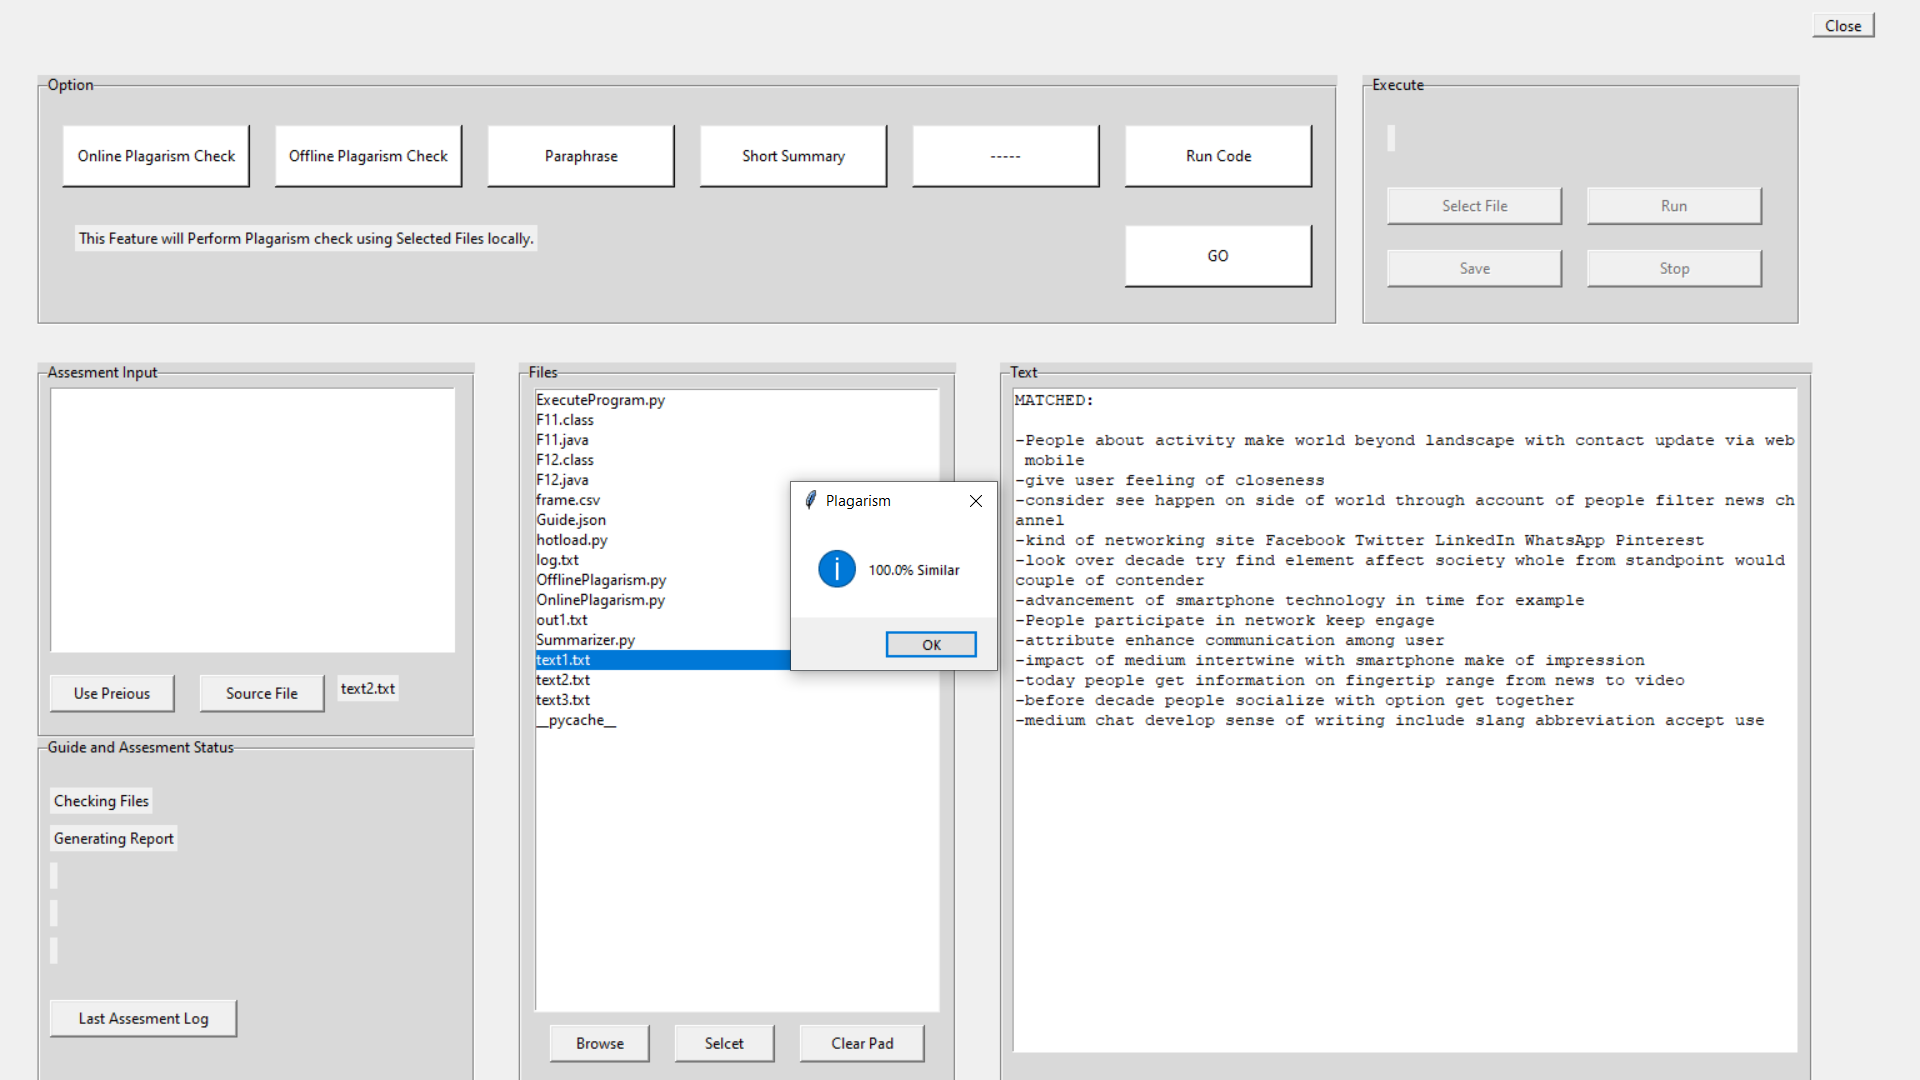 Close
Option
Online Plagarism Check
Offline Plagarism Check
Paraphrase
Short Summary
-----
Run Code
This Feature will Perform Plagarism check using Selected Files locally.
GO
Execute
Select File
Run
Save
Stop
Assesment Input
Use Preious
Source File
text2.txt
Guide and Assesment Status
Checking Files
Generating Report
Last Assesment Log
Files
ExecuteProgram.py
F11.class
F11.java
F12.class
F12.java
frame.csv
Guide.json
hotload.py
log.txt
OfflinePlagarism.py
OnlinePlagarism.py
out1.txt
Summarizer.py
text1.txt
text2.txt
text3.txt
__pycache__
Browse
Selcet
Clear Pad
Plagarism
100.0% Similar
OK
Text
MATCHED:
-People about activity make world beyond landscape with contact update via web
mobile
-give user feeling of closeness
-consider see happen on side of world through account of people filter news ch
annel
-kind of networking site Facebook Twitter LinkedIn WhatsApp Pinterest
-look over decade try find element affect society whole from standpoint would
couple of contender
-advancement of smartphone technology in time for example
-People participate in network keep engage
-attribute enhance communication among user
-impact of medium intertwine with smartphone make of impression
-today people get information on fingertip range from news to video
-before decade people socialize with option get together
-medium chat develop sense of writing include slang abbreviation accept use